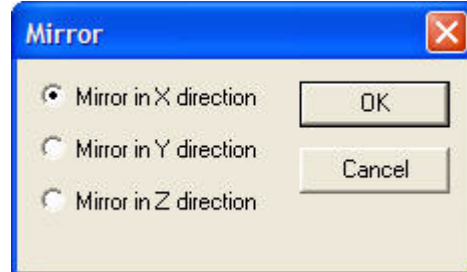 Mirror
Mirror in X direction
OK
Mirror in Y direction
Cancel
Mirror in Z direction